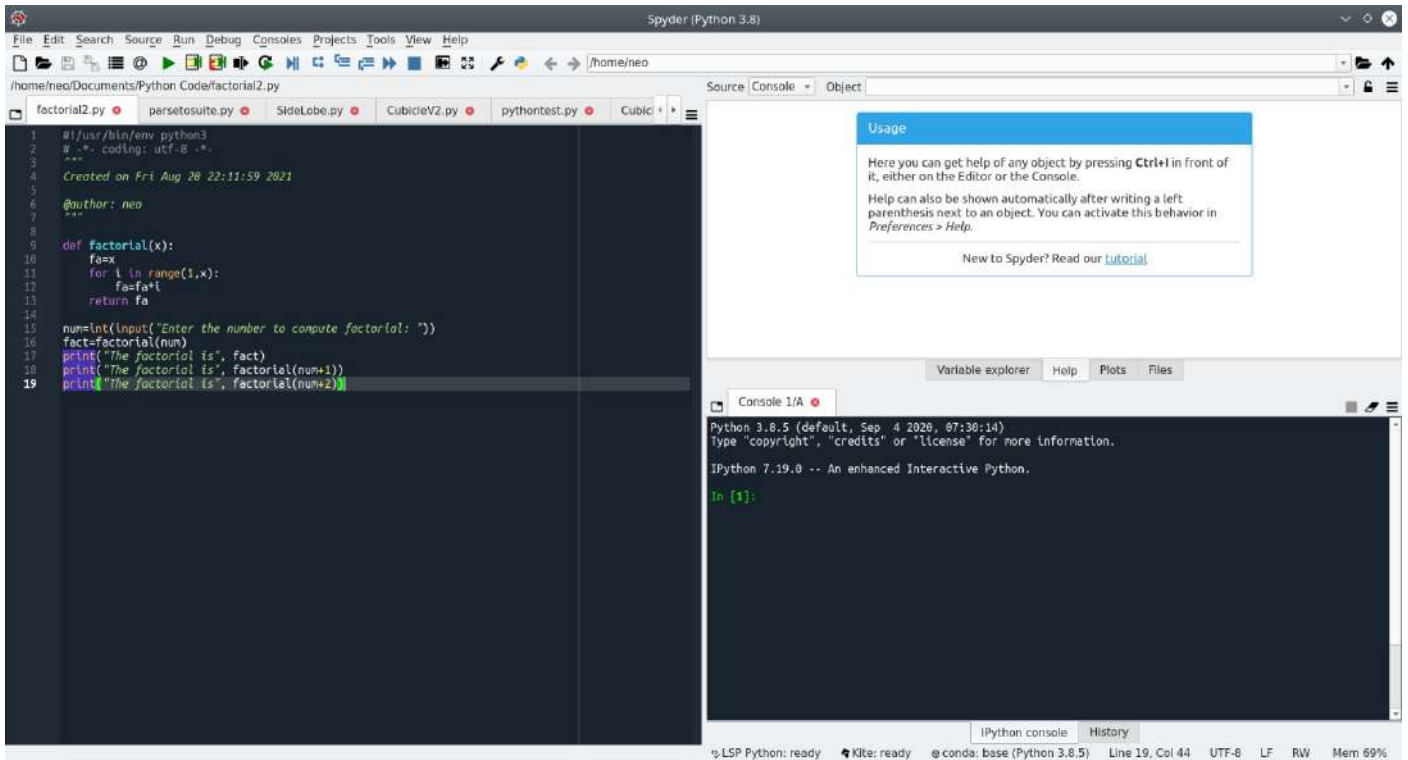 Spyder (Python 3.8)
File Edit Search Source Run Debug Consoles Projects Tools View Help
/home/neo
/home/neo/Documents/Python Code/factorial2.py
factorial2.py parsetosuite.py SideLobe.py CubicleV2.py pythontest.py Cubicl
1 #!/usr/bin/env python3
2 # -*- coding: utf-8 -*-
3 """
4 Created on Fri Aug 20 22:11:59 2021
5
6 @author: neo
7 """
8
9 def factorial(x):
10 fa=x
11 for i in range(1,x):
12 fa=fa*i
13 return fa
14
15 num=int(input("Enter the number to compute factorial: "))
16 fact=factorial(num)
17 print("The factorial is", fact)
18 print("The factorial is", factorial(num+1))
19 print("The factorial is", factorial(num+2))
Source Console Object
Usage
Here you can get help of any object by pressing Ctrl+I in front of
it, either on the Editor or the Console.
Help can also be shown automatically after writing a left
parenthesis next to an object. You can activate this behavior in
Preferences > Help.
New to Spyder? Read our tutorial
Variable explorer Help Plots Files
Console 1/A
Python 3.8.5 (default, Sep 4 2020, 07:30:14)
Type "copyright", "credits" or "license" for more information.
IPython 7.19.0 -- An enhanced Interactive Python.
In [1]:
IPython console History
LSP Python: ready Kite: ready conda: base (Python 3.8.5) Line 19, Col 44 UTF-8 LF RW Mem 69%